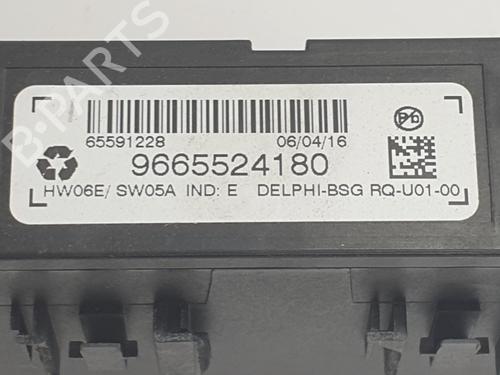 65591228 06/04/16
Pb
9665524180
HW06E/ SW05A IND: E DELPHI-BSG RQ-U01-00
B-PARTS